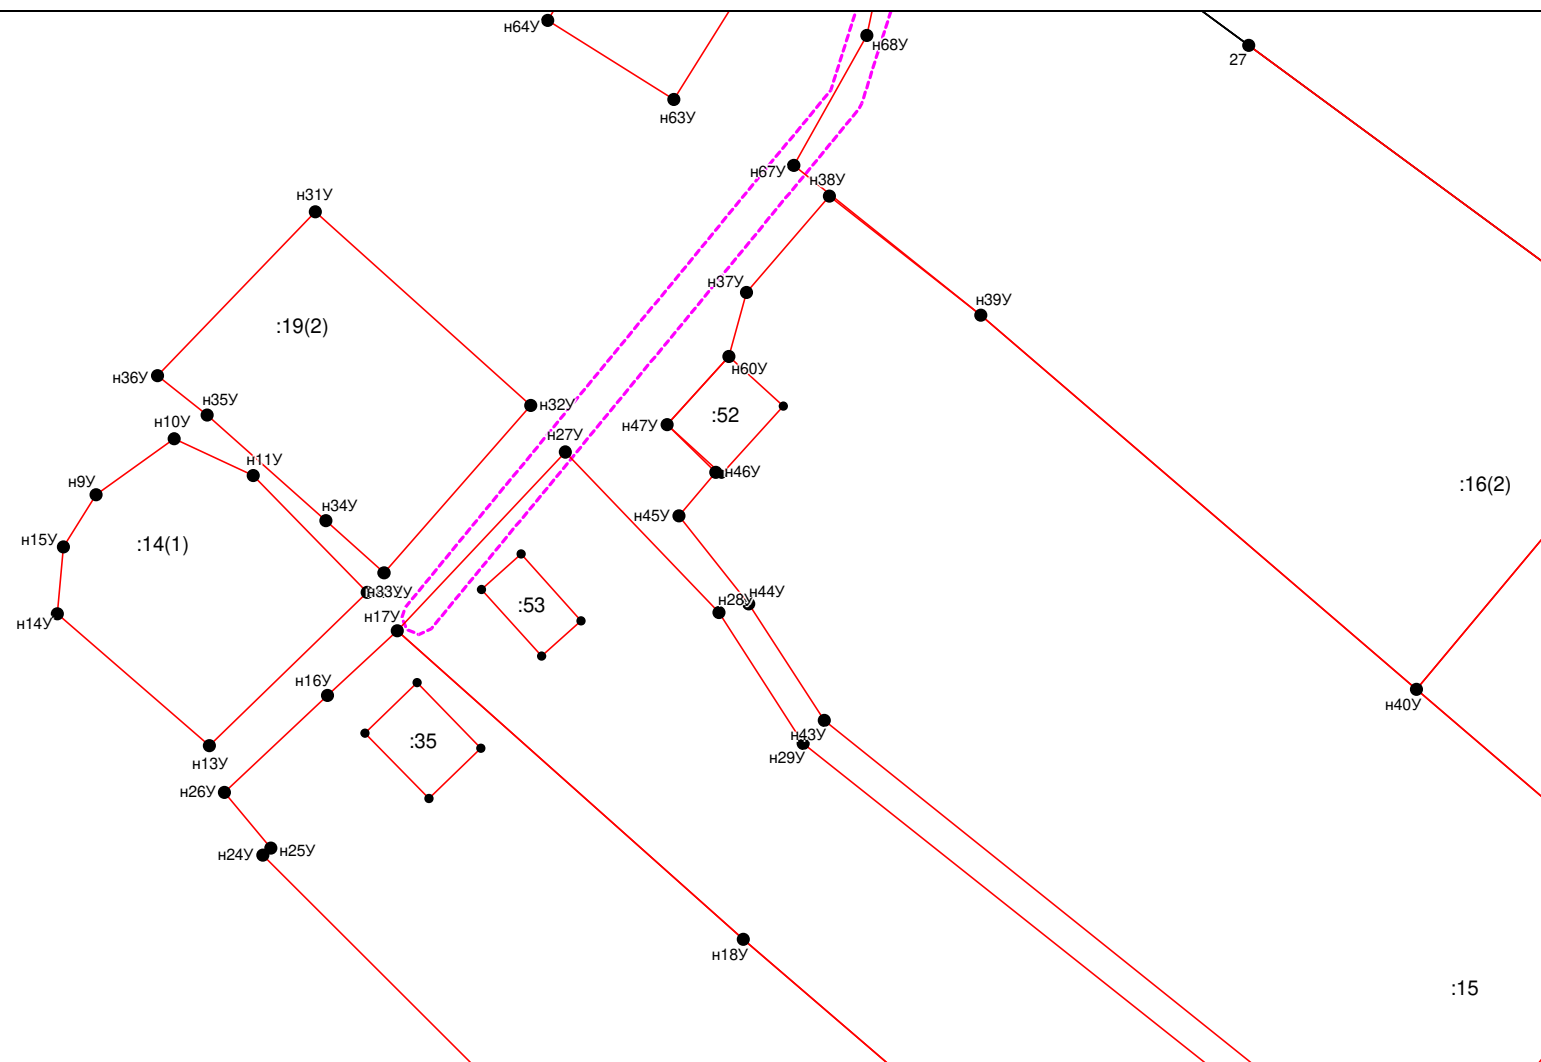 н64У
н68У
27
н63У
н67У
н38У
н31У
н37У
н39У
:19(2)
н60У
н36У
н35У
н32У
:52
н10У
н47У
н27У
н11У
н46У
н9У
:16(2)
н34У
н45У
н15У
:14(1)
н33У
н44У
н28У
:53
н17У
н14У
н16У
н40У
:35
н43У
н29У
н13У
н26У
н24У
н25У
н18У
:15